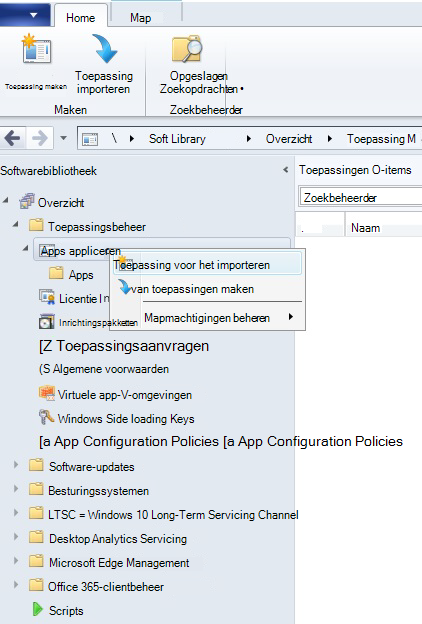 Home Map
Toepassing maken
Toepassing
importeren
Opgeslagen
Zoekopdrachten •
Maken
Zoekbeheerder
\ Soft Library Overzicht Toepassing M
Softwarebibliotheek
Toepassingen O-items
Zoekbeheerder
. Naam
Overzicht
Toepassingsbeheer
Apps appliceren
Toepassing voor het importeren
Apps
van toepassingen maken
Licentie In
Mapmachtigingen beheren
Inrichtingspakketten
[Z Toepassingsaanvragen
(S Algemene voorwaarden
Virtuele app-V-omgevingen
Windows Side loading Keys
[a App Configuration Policies [a App Configuration Policies
Software-updates
Besturingssystemen
LTSC = Windows 10 Long-Term Servicing Channel
Desktop Analytics Servicing
Microsoft Edge Management
Office 365-clientbeheer
Scripts